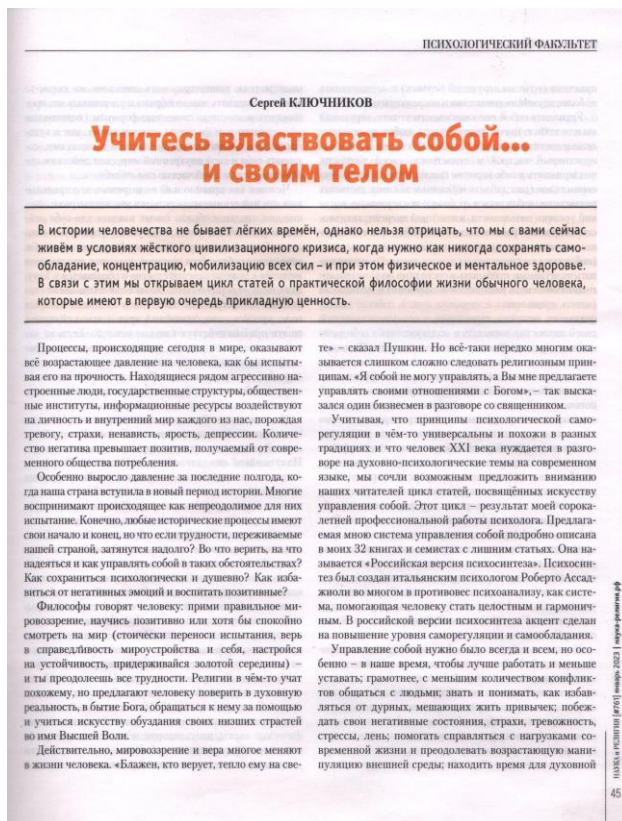 ПСИХОЛОГИЧЕСКИЙ ФАКУЛЬТЕТ
Сергей КЛЮЧНИКОВ
Учитесь властвовать собой...
и своим телом
В истории человечества не бывает лёгких времён, однако нельзя отрицать, что мы с вами сейчас
живём в условиях жёсткого цивилизационного кризиса, когда нужно как никогда сохранять само-
обладание, концентрацию, мобилизацию всех сил – и при этом физическое и ментальное здоровье.
В связи с этим мы открываем цикл статей о практической философии жизни обычного человека,
которые имеют в первую очередь прикладную ценность.
Процессы, происходящие сегодня в мире, оказывают
всё возрастающее давление на человека, как бы испыты-
вая его на прочность. Находящиеся рядом агрессивно на-
строенные люди, государственные структуры, обществен-
ные институты, информационные ресурсы воздействуют
на личность и внутренний мир каждого из нас, порождая
тревогу, страхи, ненависть, ярость, депрессии. Количе-
ство негатива превышает позитив, получаемый от совре-
менного общества потребления.
Особенно выросло давление за последние полгода, ко-
гда наша страна вступила в новый период истории. Многие
воспринимают происходящее как непреодолимое для них
испытание. Конечно, любые исторические процессы имеют
свои начало и конец, но что если трудности, переживаемые
нашей страной, затянутся надолго? Во что верить, на что
надеяться и как управлять собой в таких обстоятельствах?
Как сохраниться психологически и душевно? Как изба-
виться от негативных эмоций и воспитать позитивные?
Философы говорят человеку: прими правильное ми-
ровоззрение, научись позитивно или хотя бы спокойно
смотреть на мир (стоически переноси испытания, верь
в справедливость мироустройства и себя, настройся
на устойчивость, придерживайся золотой середины) –
и ты преодолеешь все трудности. Религии в чём-то учат
похожему, но предлагают человеку поверить в духовную
реальность, в бытие Бога, обращаться к нему за помощью
и учиться искусству обуздания своих низших страстей
во имя Высшей Воли.
Действительно, мировоззрение и вера многое меняют
в жизни человека. «Блажен, кто верует, тепло ему на све-
те» – сказал Пушкин. Но всё-таки нередко многим ока-
зывается слишком сложно следовать религиозным прин-
ципам. «Я собой не могу управлять, а Вы мне предлагаете
управлять своими отношениями с Богом», – так выска-
зался один бизнесмен в разговоре со священником.
Учитывая, что принципы психологической само-
регуляции в чём-то универсальны и похожи в разных
традициях и что человек XXI века нуждается в разго-
воре на духовно-психологические темы на современном
языке, мы сочли возможным предложить вниманию
наших читателей цикл статей, посвящённых искусству
управления собой. Этот цикл – результат моей сорока-
летней профессиональной работы психолога. Предлага-
емая мною система управления собой подробно описана
в моих 32 книгах и семистах с лишним статьях. Она на-
зывается «Российская версия психосинтеза». Психосин-
тез был создан итальянским психологом Роберто Ассад-
жиоли во многом в противовес психоанализу, как систе-
ма, помогающая человеку стать целостным и гармонич-
ным. В российской версии психосинтеза акцент сделан
на повышение уровня саморегуляции и самообладания.
Управление собой нужно было всегда и всем, но осо-
бенно – в наше время, чтобы лучше работать и меньше
уставать; грамотнее, с меньшим количеством конфлик-
тов общаться с людьми; знать и понимать, как избав-
ляться от дурных, мешающих жить привычек; побеж-
дать свои негативные состояния, страхи, тревожность,
стрессы, лень; помогать справляться с нагрузками со-
временной жизни и преодолевать возрастающую мани-
пуляцию внешней среды; находить время для духовной
НАУКА и РЕЛИГИЯ [#761] январь 2023 | наука-религия.рф
45